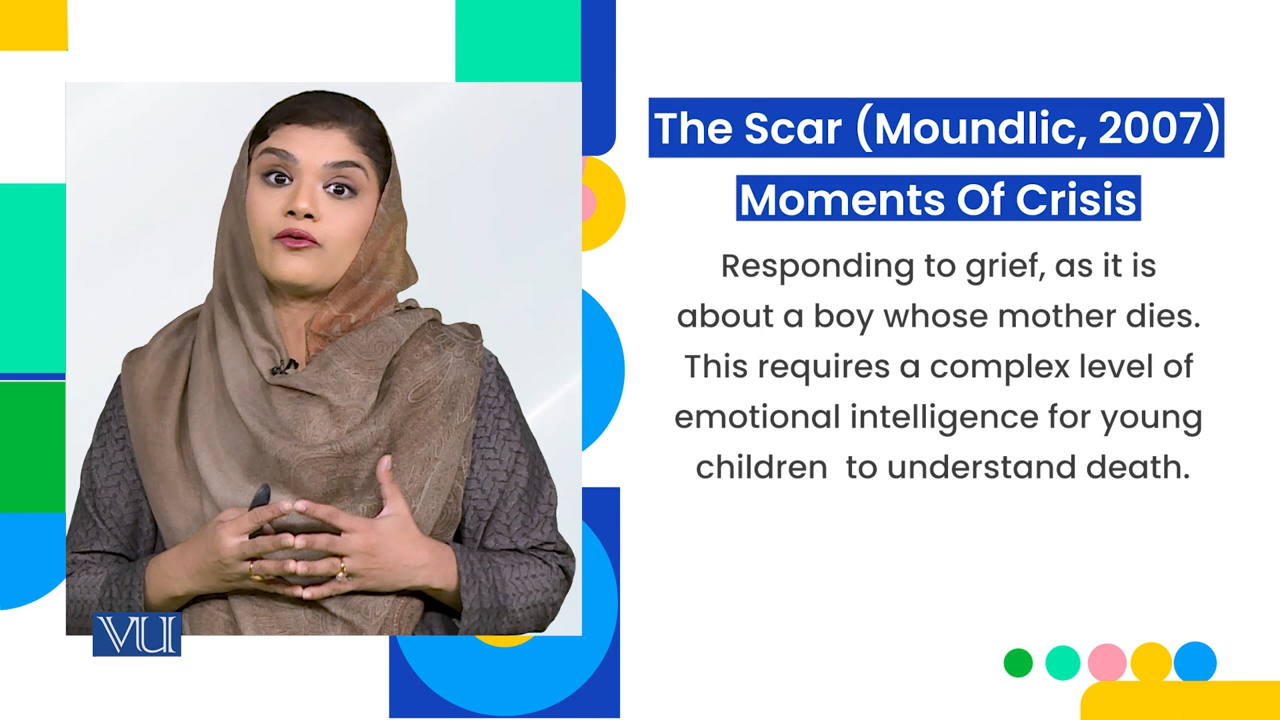 The Scar (Moundlic, 2007)
Moments Of Crisis
Responding to grief, as it is
about a boy whose mother dies.
This requires a complex level of
emotional intelligence for young
children to understand death.
VU